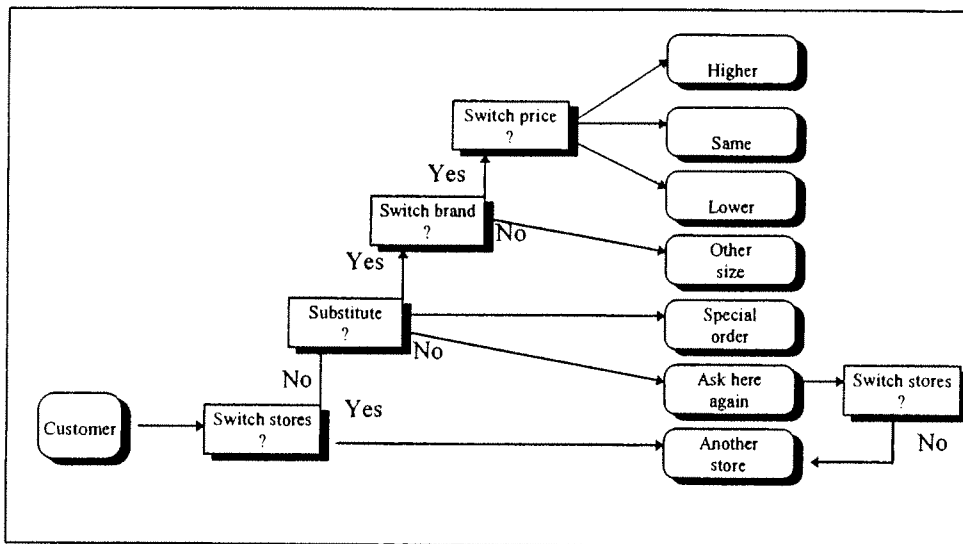 Higher
Switch price
?
Same
Yes
Lower
Switch brand
?
No
Yes
Other
size
Substitute
?
Special
order
No
No
Ask here
again
Switch stores
?
Customer
Switch stores
?
Yes
Another
store
No